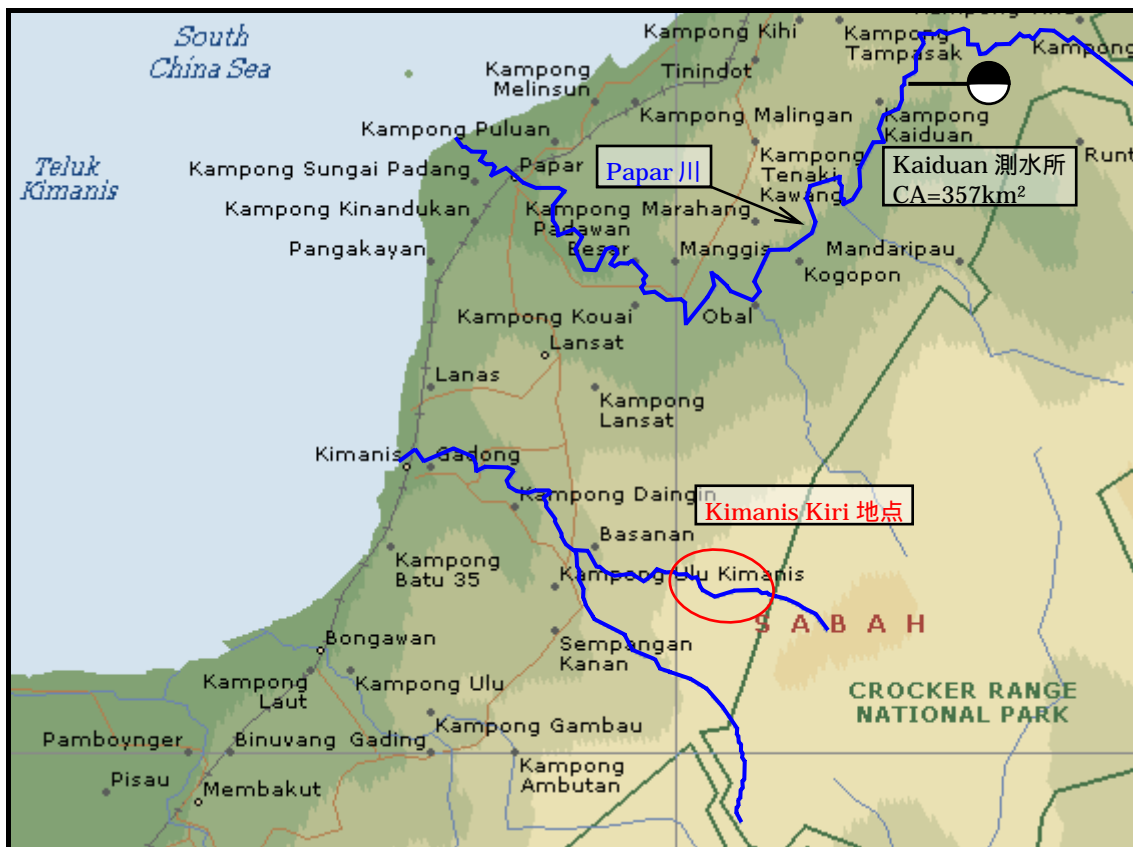 South
China Sea
Kampong Kihi
Kampong
Tampasak
Kampong
Kampong
Melinsun
Tinindot
Kampong Puluan
Kampong Malingan
Kampong
Kaiduan
Teluk
Kimanis
Kampong Sungai Padang
Papar
Papar 川
Kampong
Tenaki
Kawang
Kaiduan 測水所
CA=357km²
Runt
Kampong Kinandukan
Kampong Marahang
Padawan
Besar
Pangakayan
Manggis
Mandaripau
Kogopon
Kampong Kouai
Obal
Lansat
Lanas
Kampong
Lansat
Kimanis
Gadong
Kampong Daingin
Kimanis Kiri 地点
Basanan
Kampong
Batu 35
Kampong Ulu Kimanis
SABAH
Bongawan
Sempangan
Kanan
Kampong
Laut
Kampong Ulu
CROCKER RANGE
NATIONAL PARK
Kampong Gambau
Pamboynger
Binuvang Gading
Kampong
Ambutan
Pisau
Membakut